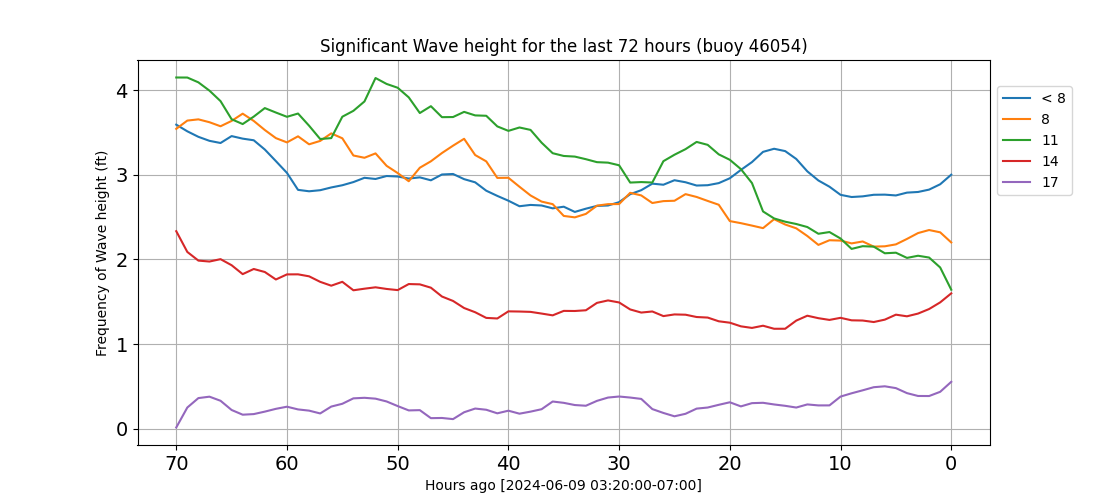 Significant Wave height for the last 72 hours (buoy 46054)
Frequency of Wave height (ft)
4
3
2
1
0
70 60 50 40 30 20 10 0
Hours ago [2024-06-09 03:20:00-07:00]
< 8
8
11
14
17